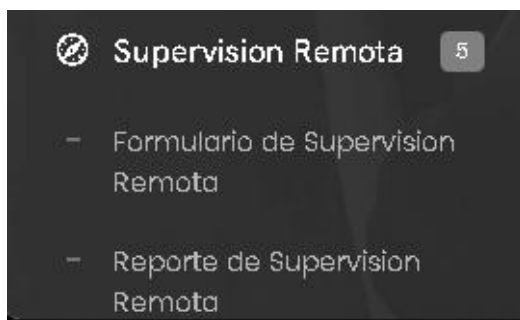 Supervision Remota 5
- Formulario de Supervision
Remota
- Reporte de Supervision
Remota